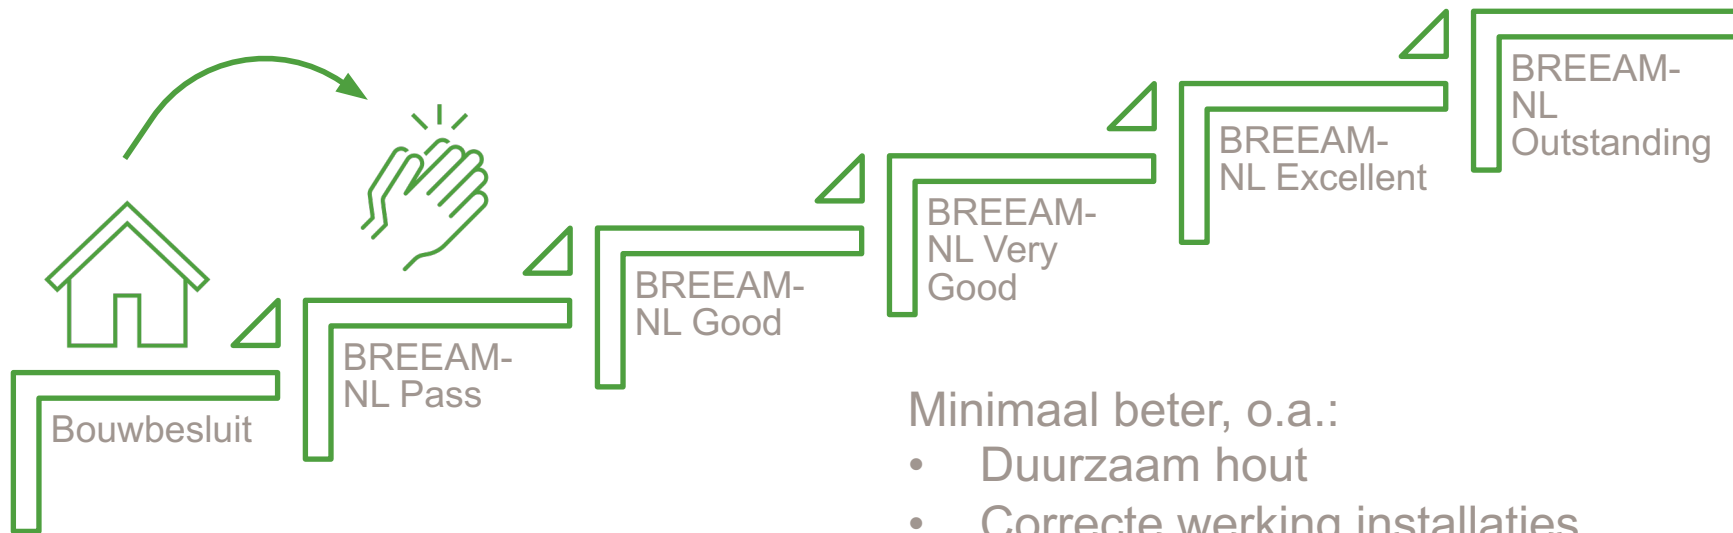 Bouwbesluit
BREEAM-
NL Pass
BREEAM-
NL Good
BREEAM-
NL Very
Good
BREEAM-
NL Excellent
BREEAM-
NL
Outstanding
Minimaal beter, o.a.:
• Duurzaam hout
• Correcte werking installaties